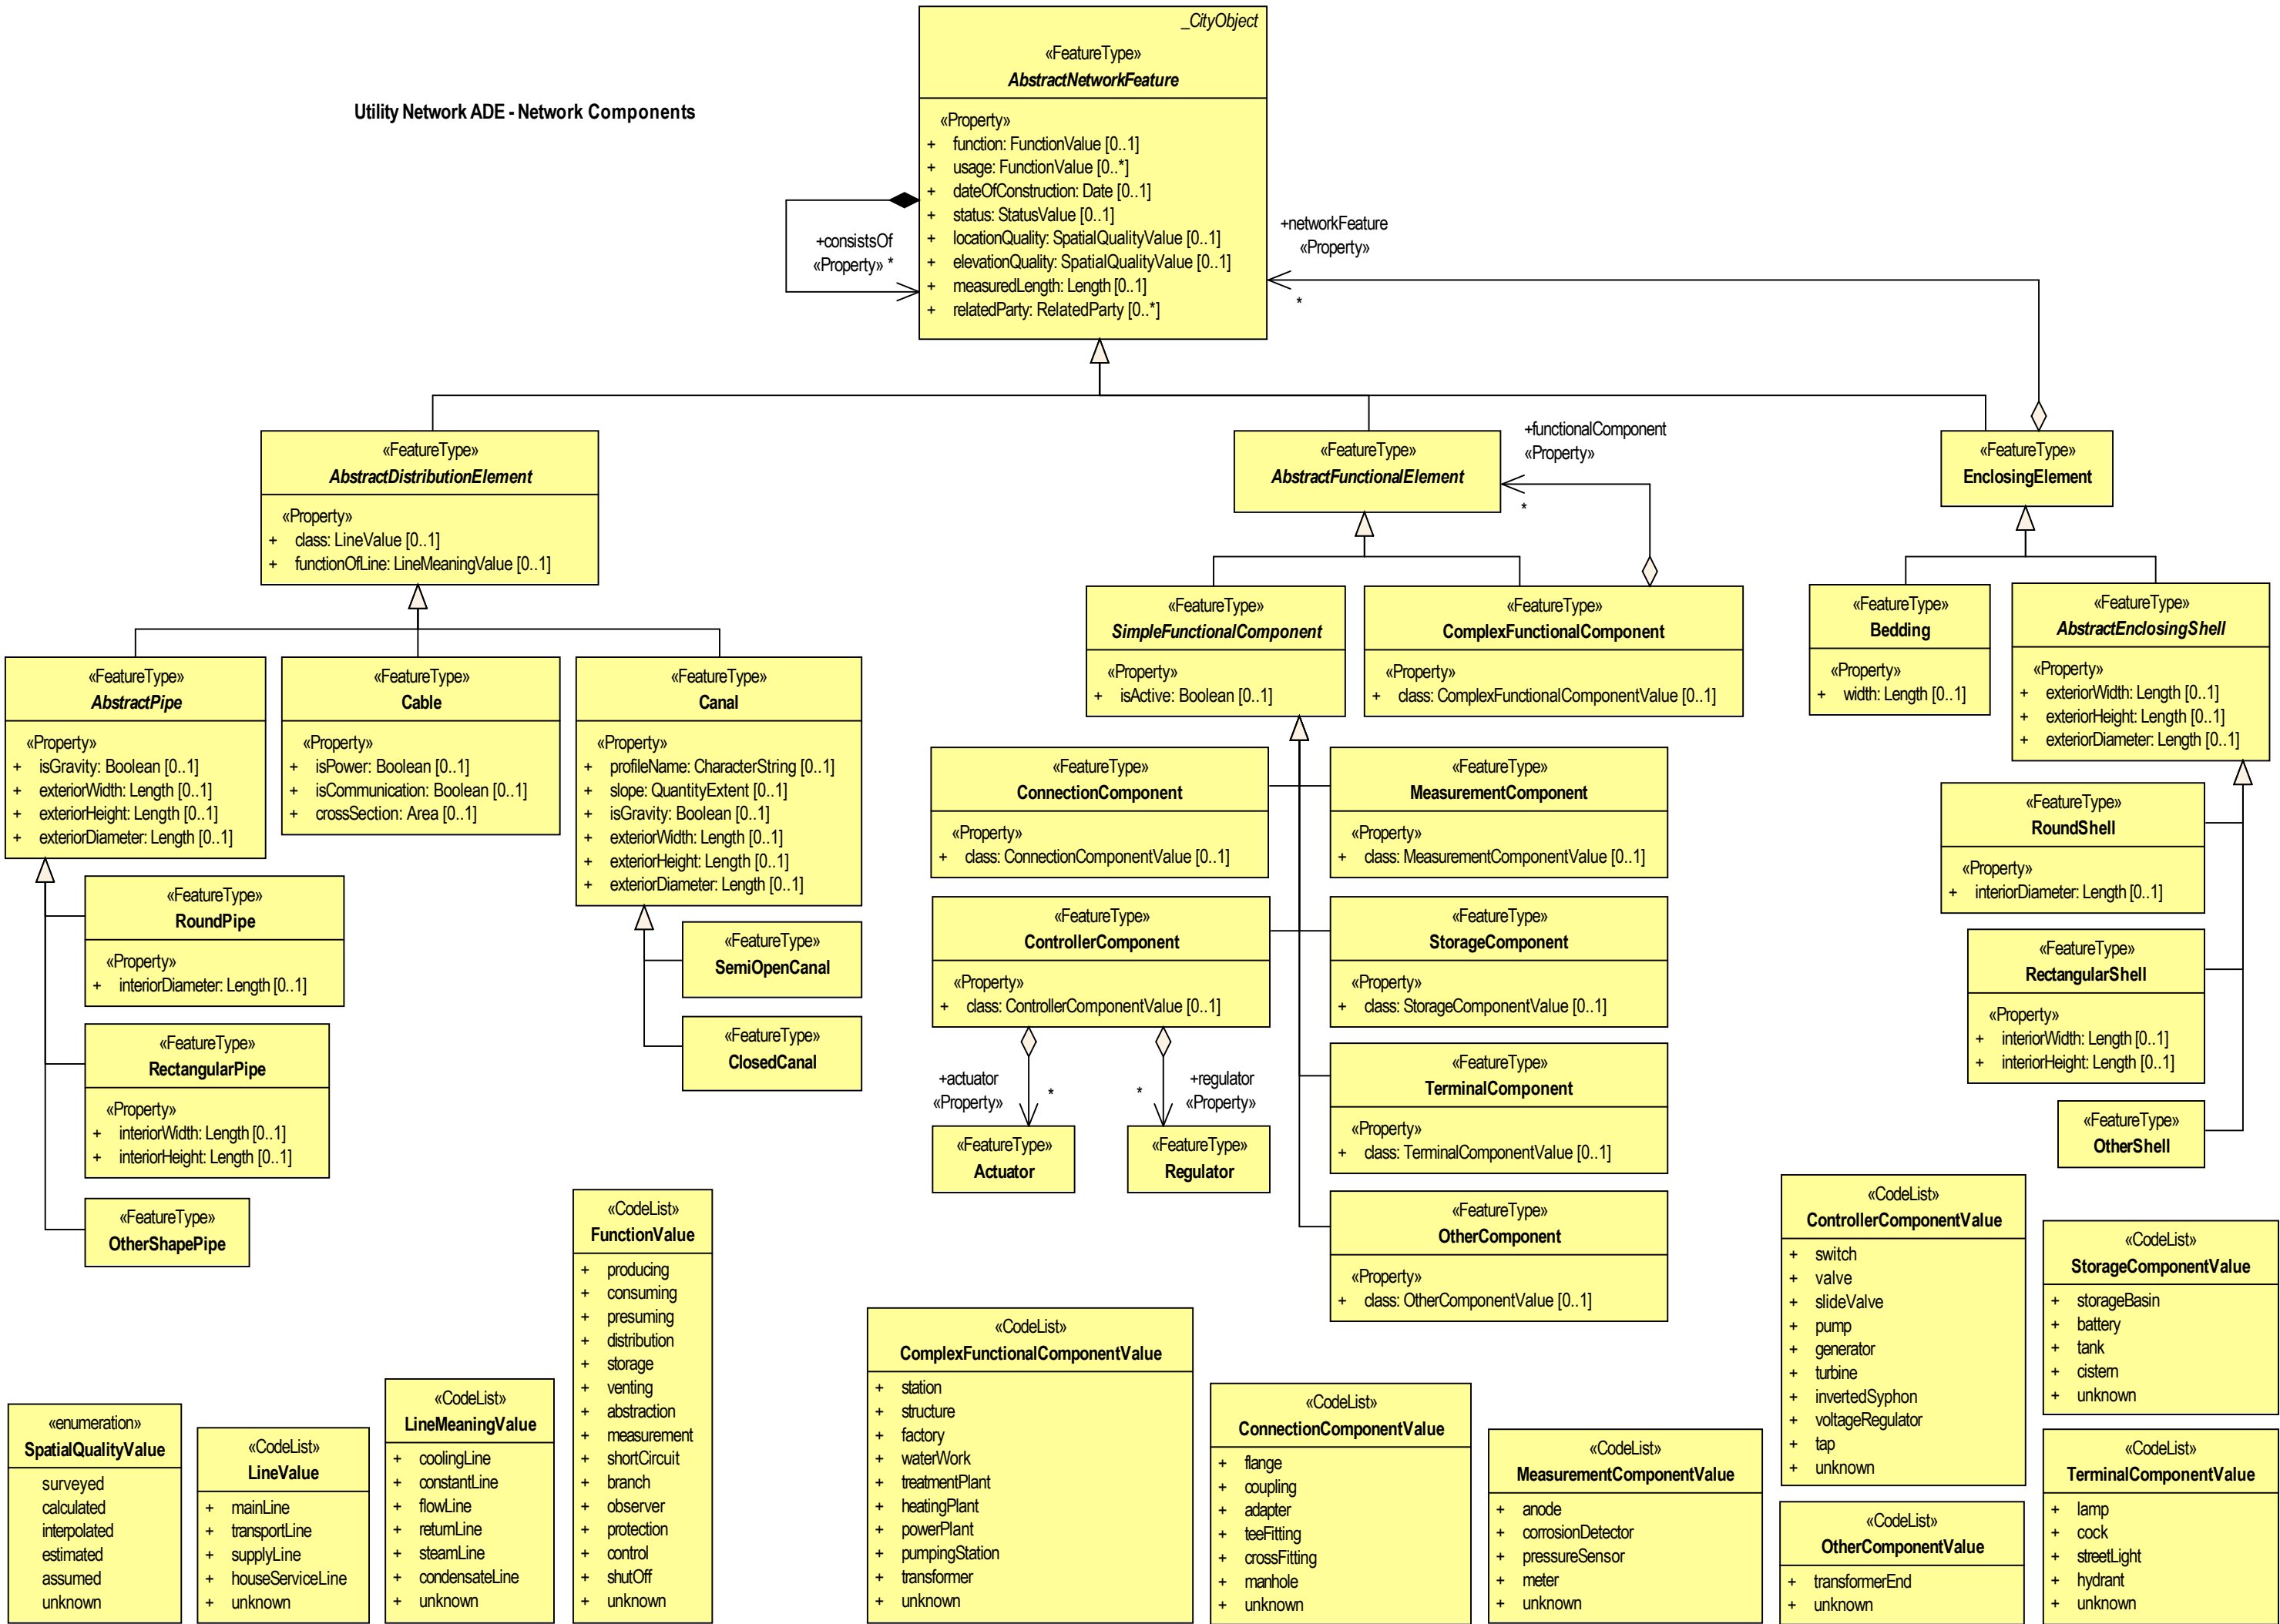 _CityObject
«FeatureType»
AbstractNetworkFeature
«Property»
+ function: FunctionValue [0..1]
+ usage: FunctionValue [0..*]
+ dateOfConstruction: Date [0..1]
+ status: StatusValue [0..1]
+ locationQuality: SpatialQualityValue [0..1]
+ elevationQuality: SpatialQualityValue [0..1]
+ measuredLength: Length [0..1]
+ relatedParty: RelatedParty [0..*]
Utility Network ADE - Network Components
+consistsOf
«Property» *
+networkFeature
«Property»
*
«FeatureType»
AbstractDistributionElement
«Property»
+ class: LineValue [0..1]
+ functionOfLine: LineMeaningValue [0..1]
«FeatureType»
AbstractFunctionalElement
+functionalComponent
«Property»
*
«FeatureType»
EnclosingElement
«FeatureType»
AbstractPipe
«Property»
+ isGravity: Boolean [0..1]
+ exteriorWidth: Length [0..1]
+ exteriorHeight: Length [0..1]
+ exteriorDiameter: Length [0..1]
«FeatureType»
Cable
«Property»
+ isPower: Boolean [0..1]
+ isCommunication: Boolean [0..1]
+ crossSection: Area [0..1]
«FeatureType»
Canal
«Property»
+ profileName: CharacterString [0..1]
+ slope: QuantityExtent [0..1]
+ isGravity: Boolean [0..1]
+ exteriorWidth: Length [0..1]
+ exteriorHeight: Length [0..1]
+ exteriorDiameter: Length [0..1]
«FeatureType»
SimpleFunctionalComponent
«Property»
+ isActive: Boolean [0..1]
«FeatureType»
ComplexFunctionalComponent
«Property»
+ class: ComplexFunctionalComponentValue [0..1]
«FeatureType»
Bedding
«Property»
+ width: Length [0..1]
«FeatureType»
AbstractEnclosingShell
«Property»
+ exteriorWidth: Length [0..1]
+ exteriorHeight: Length [0..1]
+ exteriorDiameter: Length [0..1]
«FeatureType»
RoundPipe
«Property»
+ interiorDiameter: Length [0..1]
«FeatureType»
RectangularPipe
«Property»
+ interiorWidth: Length [0..1]
+ interiorHeight: Length [0..1]
«FeatureType»
OtherShapePipe
«FeatureType»
SemiOpenCanal
«FeatureType»
ClosedCanal
«FeatureType»
ConnectionComponent
«Property»
+ class: ConnectionComponentValue [0..1]
«FeatureType»
MeasurementComponent
«Property»
+ class: MeasurementComponentValue [0..1]
«FeatureType»
ControllerComponent
«Property»
+ class: ControllerComponentValue [0..1]
«FeatureType»
StorageComponent
«Property»
+ class: StorageComponentValue [0..1]
+actuator
«Property»
*
*
+regulator
«Property»
«FeatureType»
Actuator
«FeatureType»
Regulator
«FeatureType»
TerminalComponent
«Property»
+ class: TerminalComponentValue [0..1]
«FeatureType»
OtherComponent
«Property»
+ class: OtherComponentValue [0..1]
«FeatureType»
RoundShell
«Property»
+ interiorDiameter: Length [0..1]
«FeatureType»
RectangularShell
«Property»
+ interiorWidth: Length [0..1]
+ interiorHeight: Length [0..1]
«FeatureType»
OtherShell
«enumeration»
SpatialQualityValue
surveyed
calculated
interpolated
estimated
assumed
unknown
«CodeList»
LineValue
+ mainLine
+ transportLine
+ supplyLine
+ houseServiceLine
+ unknown
«CodeList»
LineMeaningValue
+ coolingLine
+ constantLine
+ flowLine
+ returnLine
+ steamLine
+ condensateLine
+ unknown
«CodeList»
FunctionValue
+ producing
+ consuming
+ presuming
+ distribution
+ storage
+ venting
+ abstraction
+ measurement
+ shortCircuit
+ branch
+ observer
+ protection
+ control
+ shutOff
+ unknown
«CodeList»
ComplexFunctionalComponentValue
+ station
+ structure
+ factory
+ waterWork
+ treatmentPlant
+ heatingPlant
+ powerPlant
+ pumpingStation
+ transformer
+ unknown
«CodeList»
ConnectionComponentValue
+ flange
+ coupling
+ adapter
+ teeFitting
+ crossFitting
+ manhole
+ unknown
«CodeList»
MeasurementComponentValue
+ anode
+ corrosionDetector
+ pressureSensor
+ meter
+ unknown
«CodeList»
ControllerComponentValue
+ switch
+ valve
+ slideValve
+ pump
+ generator
+ turbine
+ invertedSyphon
+ voltageRegulator
+ tap
+ unknown
«CodeList»
OtherComponentValue
+ transformerEnd
+ unknown
«CodeList»
StorageComponentValue
+ storageBasin
+ battery
+ tank
+ cistern
+ unknown
«CodeList»
TerminalComponentValue
+ lamp
+ cock
+ streetLight
+ hydrant
+ unknown